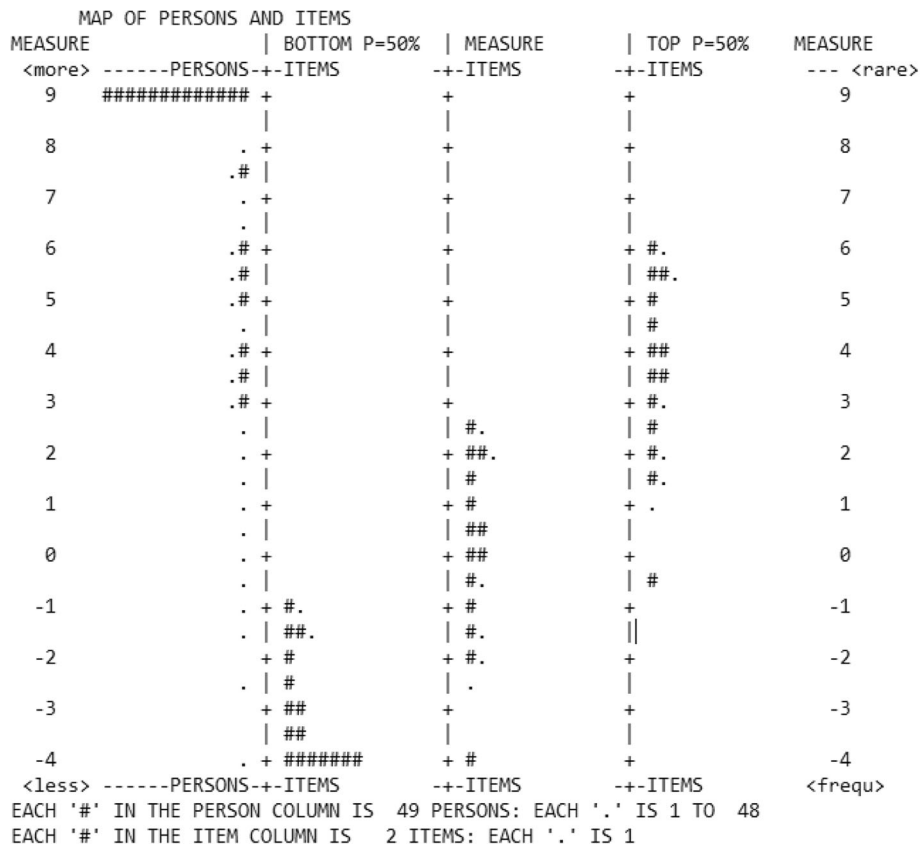 MAP OF PERSONS AND ITEMS
MEASURE                  | BOTTOM P=50%  | MEASURE         | TOP P=50%    MEASURE
 <more> ------PERSONS-+-ITEMS         -+-ITEMS          -+-ITEMS         --- <rare>
   9    ############# +               +                 +                   9
                      |               |                 |
   8                . +               +                 +                   8
                   .# |               |                 |
   7                . +               +                 +                   7
                    . |               |                 |
   6               .# +               +                 + #.                6
                   .# |               |                 | ##.
   5               .# +               +                 + #                 5
                    . |               |                 | #
   4               .# +               +                 + ##                4
                   .# |               |                 | ##
   3               .# +               +                 + #.                3
                    . |               | #.              | #
   2                . +               + ##.             + #.                2
                    . |               | #               | #.
   1                . +               + #               + .                 1
                    . |               | ##              |
   0                . +               + ##              +                   0
                    . |               | #.              | #
  -1                . + #.            + #               +                  -1
                    . | ##.           | #.              |
  -2                  + #             + #.              +                  -2
                    . | #             | .               |
  -3                  + ##            +                 +                  -3
                      | ##            |                 |
  -4                . + #######       + #               +                  -4
 <less> ------PERSONS-+-ITEMS         -+-ITEMS          -+-ITEMS         <frequ>
EACH '#' IN THE PERSON COLUMN IS  49 PERSONS: EACH '.' IS 1 TO  48
EACH '#' IN THE ITEM COLUMN IS   2 ITEMS: EACH '.' IS 1